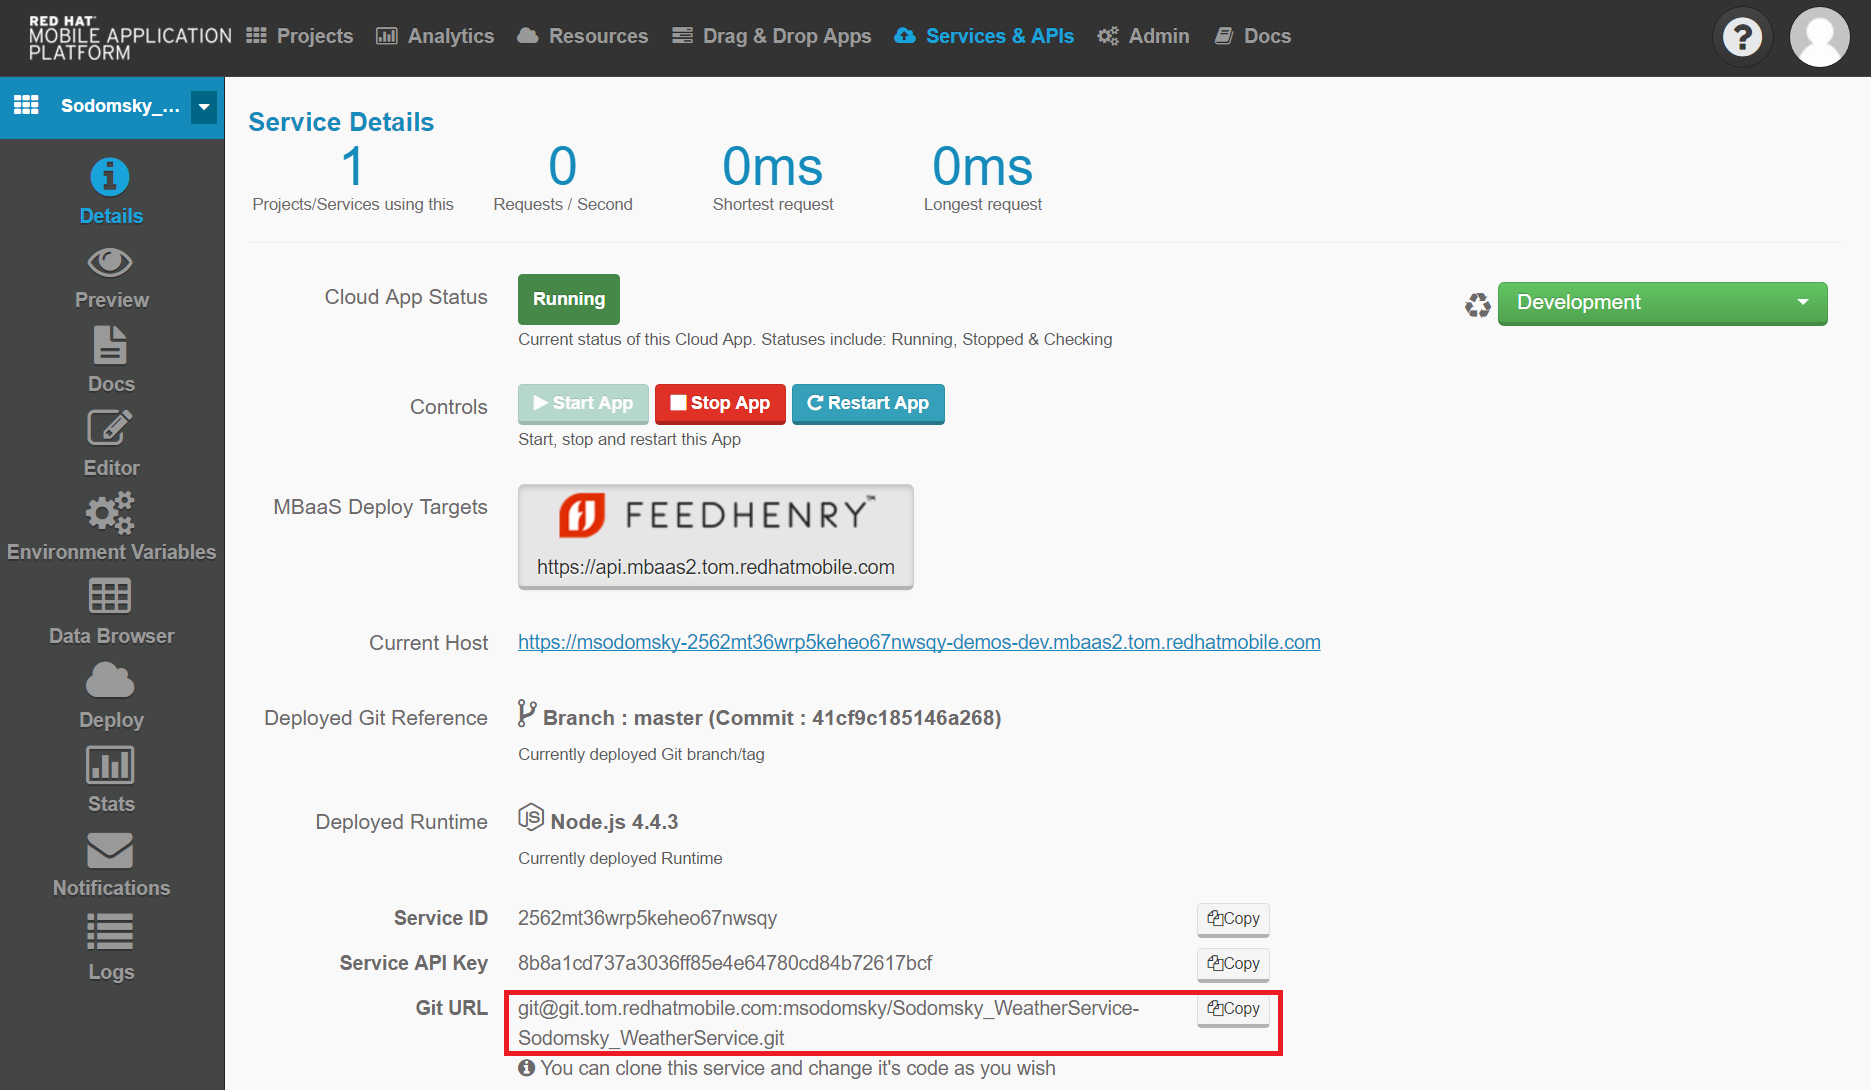 RED HAT
MOBILE APPLICATION
PLATFORM
Projects
Analytics
Resources
Drag & Drop Apps
Services & APIs
Admin
Docs
?
Sodomsky_...
Details
Preview
Docs
Editor
Environment Variables
Data Browser
Deploy
Stats
Notifications
Logs
Service Details
1
Projects/Services using this
0
Requests / Second
0ms
Shortest request
0ms
Longest request
Cloud App Status
Running
Current status of this Cloud App. Statuses include: Running, Stopped & Checking
Development
Controls
Start App
Stop App
Restart App
Start, stop and restart this App
MBaaS Deploy Targets
FEEDHENRY™
https://api.mbaas2.tom.redhatmobile.com
Current Host
https://msodomsky-2562mt36wrp5keheo67nwsqy-demos-dev.mbaas2.tom.redhatmobile.com
Deployed Git Reference
Branch : master (Commit : 41cf9c185146a268)
Currently deployed Git branch/tag
Deployed Runtime
JS Node.js 4.4.3
Currently deployed Runtime
Service ID
2562mt36wrp5keheo67nwsqy
Copy
Service API Key
8b8a1cd737a3036ff85e4e64780cd84b72617bcf
Copy
Git URL
git@git.tom.redhatmobile.com:msodomsky/Sodomsky_WeatherService-
Sodomsky_WeatherService.git
Copy
You can clone this service and change it's code as you wish